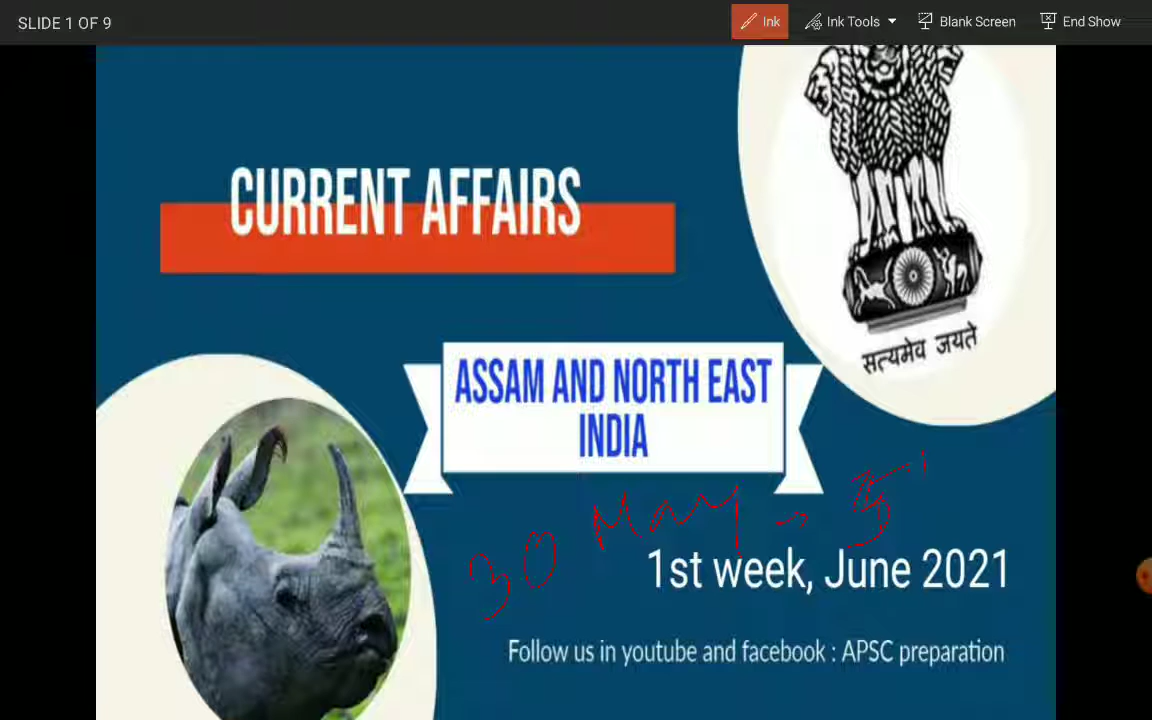 SLIDE 1 OF 9
Ink
Ink Tools
Blank Screen
End Show
CURRENT AFFAIRS
सत्यमेव जयते
ASSAM AND NORTH EAST
INDIA
30 May - 5
1st week, June 2021
Follow us in youtube and facebook : APSC preparation